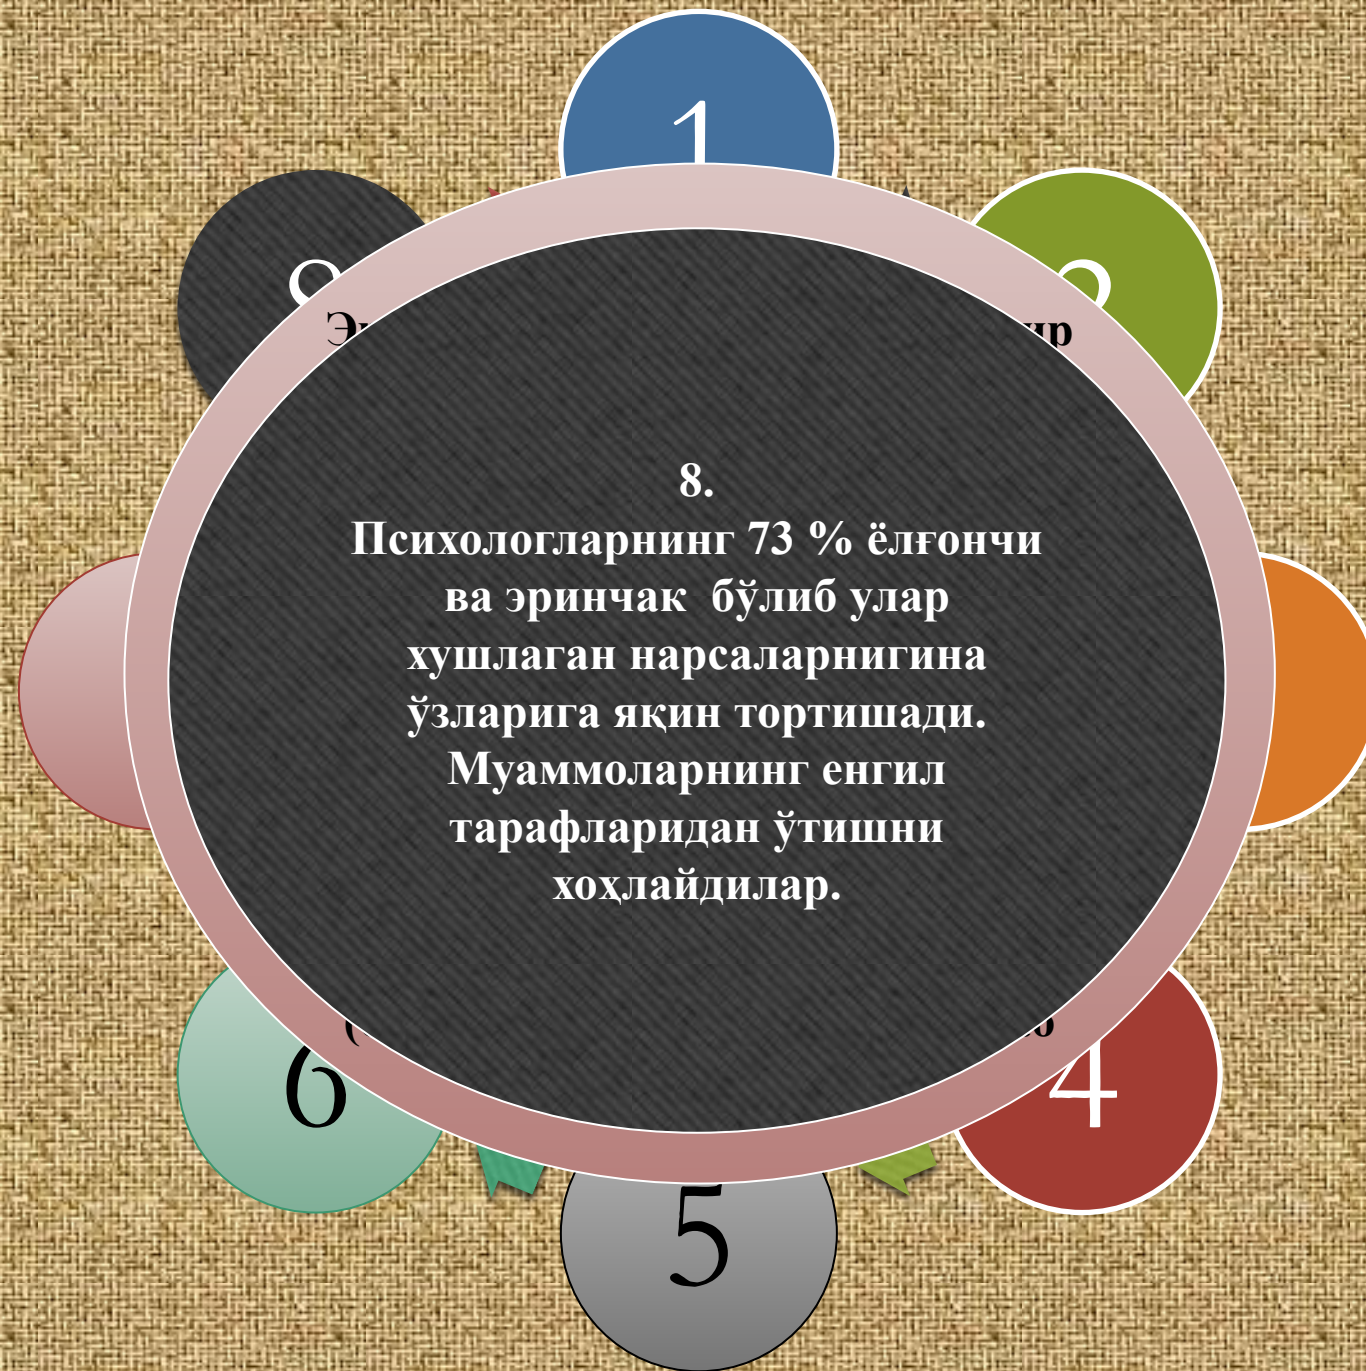 1
8.
Психологларнинг 73 % ёлғончи
ва эринчак бўлиб улар
хушлаган нарсаларнигина
ўзларига яқин тортишади.
Муаммоларнинг енгил
тарафларидан ўтишни
хоҳлайдилар.
6
4
5